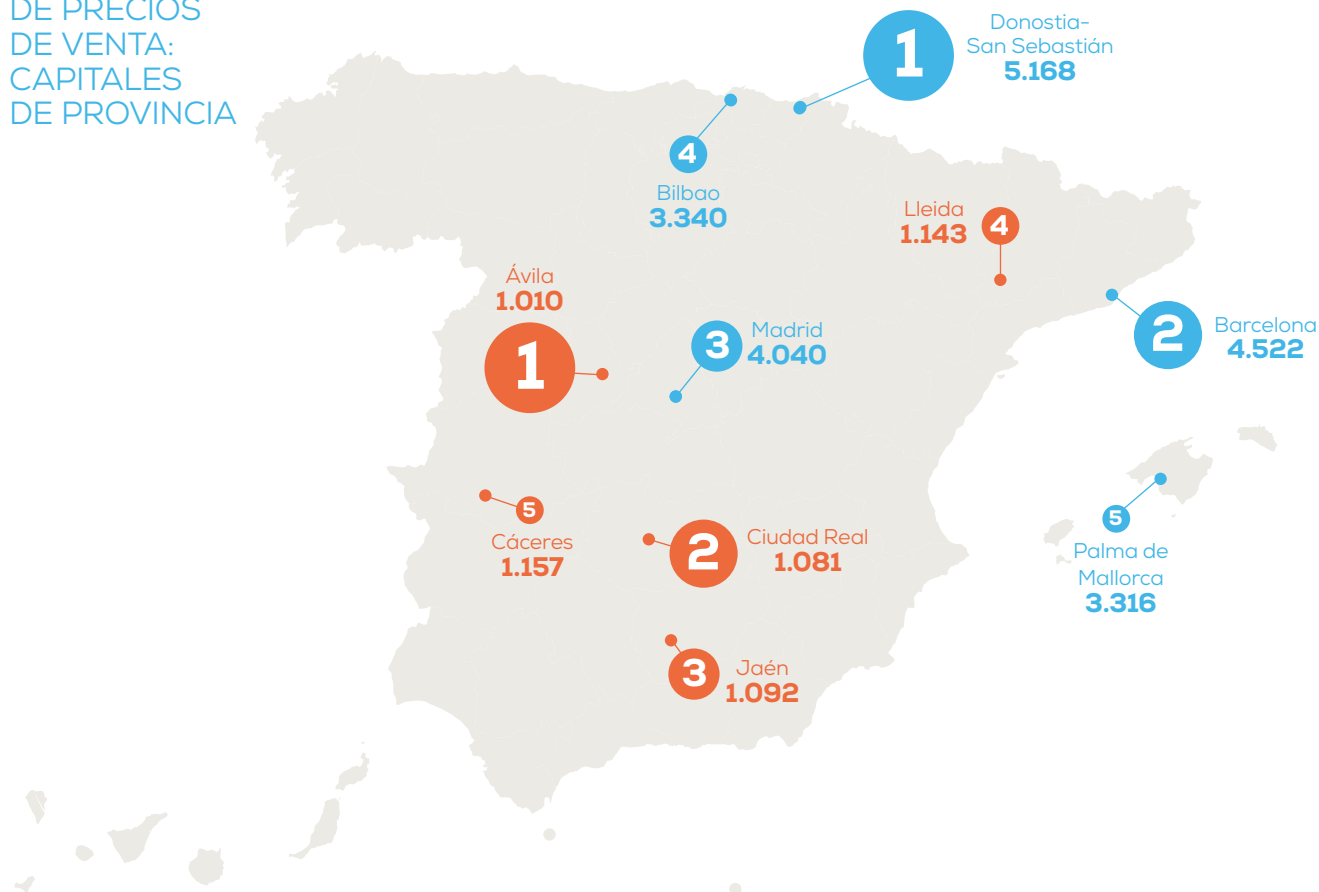 DE PRECIOS
DE VENTA:
CAPITALES
DE PROVINCIA
1
Donostia-
San Sebastián
5.168
4
Bilbao
3.340
Lleida
1.143
4
Ávila
1.010
1
3
Madrid
4.040
2
Barcelona
4.522
5
Cáceres
1.157
2
Ciudad Real
1.081
5
Palma de
Mallorca
3.316
3
Jaén
1.092